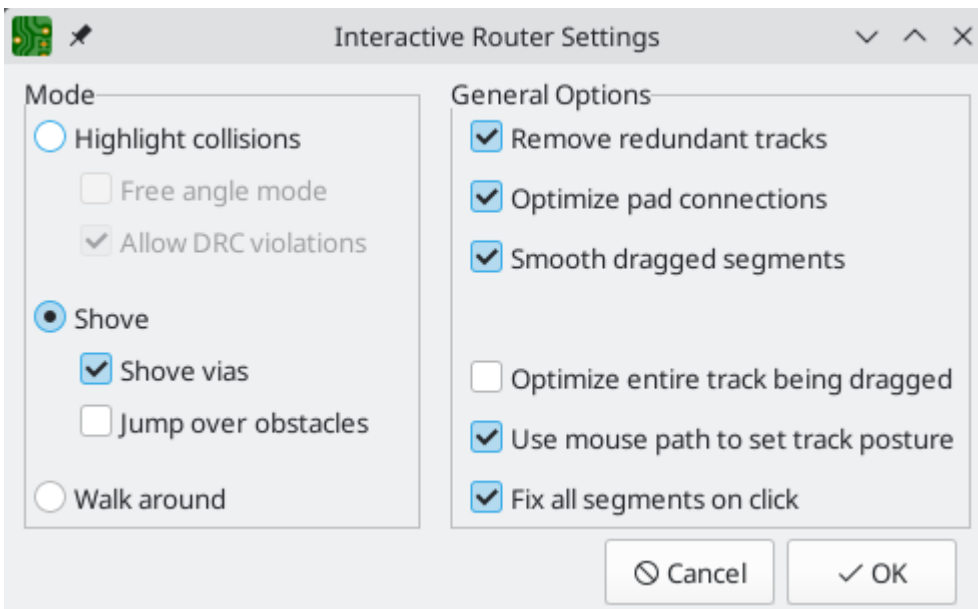 Interactive Router Settings
Mode
Highlight collisions
Free angle mode
Allow DRC violations
Shove
Shove vias
Jump over obstacles
Walk around
General Options
Remove redundant tracks
Optimize pad connections
Smooth dragged segments
Optimize entire track being dragged
Use mouse path to set track posture
Fix all segments on click
Cancel
OK